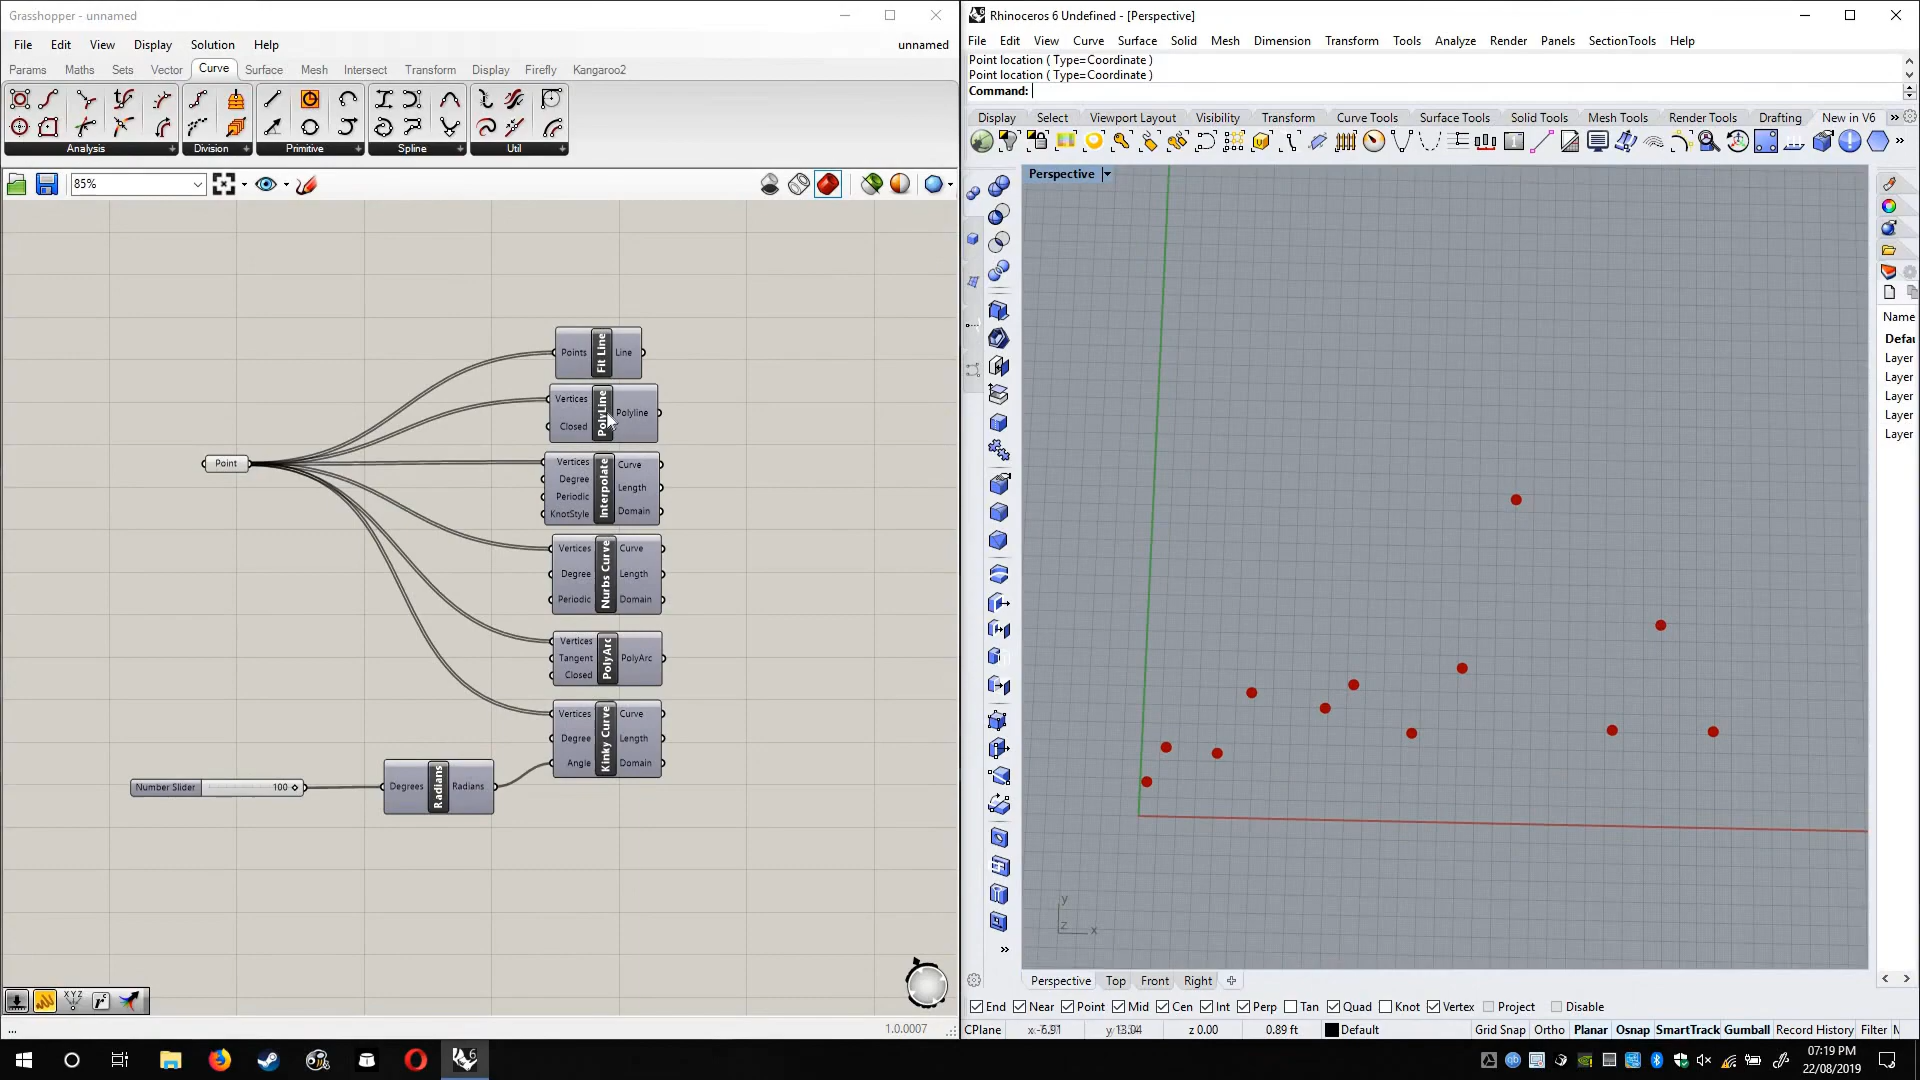 Grasshopper - unnamed
File Edit View Display Solution Help
unnamed
Params Maths Sets Vector Curve Surface Mesh Intersect Transform Display Firefly Kangaroo2
Analysis + Division + Primitive + Spline + Util +
85%
Point
Points Fit Line Line
Vertices PolyLine Polyline
Closed
Vertices Interpolate Curve
Degree Length
Periodic
KnotStyle Domain
Vertices Nurbs Curve Curve
Degree Length
Periodic Domain
Vertices PolyArc
Tangent PolyArc
Closed
Vertices Kinky Curve Curve
Degree Length
Angle Domain
Number Slider 100
Degrees Radians Radians
...
1.0.0007
Rhinoceros 6 Undefined - [Perspective]
File Edit View Curve Surface Solid Mesh Dimension Transform Tools Analyze Render Panels SectionTools Help
Point location ( Type=Coordinate )
Point location ( Type=Coordinate )
Command:
Display Select Viewport Layout Visibility Transform Curve Tools Surface Tools Solid Tools Mesh Tools Render Tools Drafting New in V6 »
Perspective
Name
Defau
Layer
Layer
Layer
Layer
Layer
y
z x
Perspective Top Front Right
End Near Point Mid Cen Int Perp Tan Quad Knot Vertex Project Disable
CPlane x -6.91 y 13.04 z 0.00 0.89 ft Default Grid Snap Ortho Planar Osnap SmartTrack Gumball Record History Filter
07:19 PM
22/08/2019